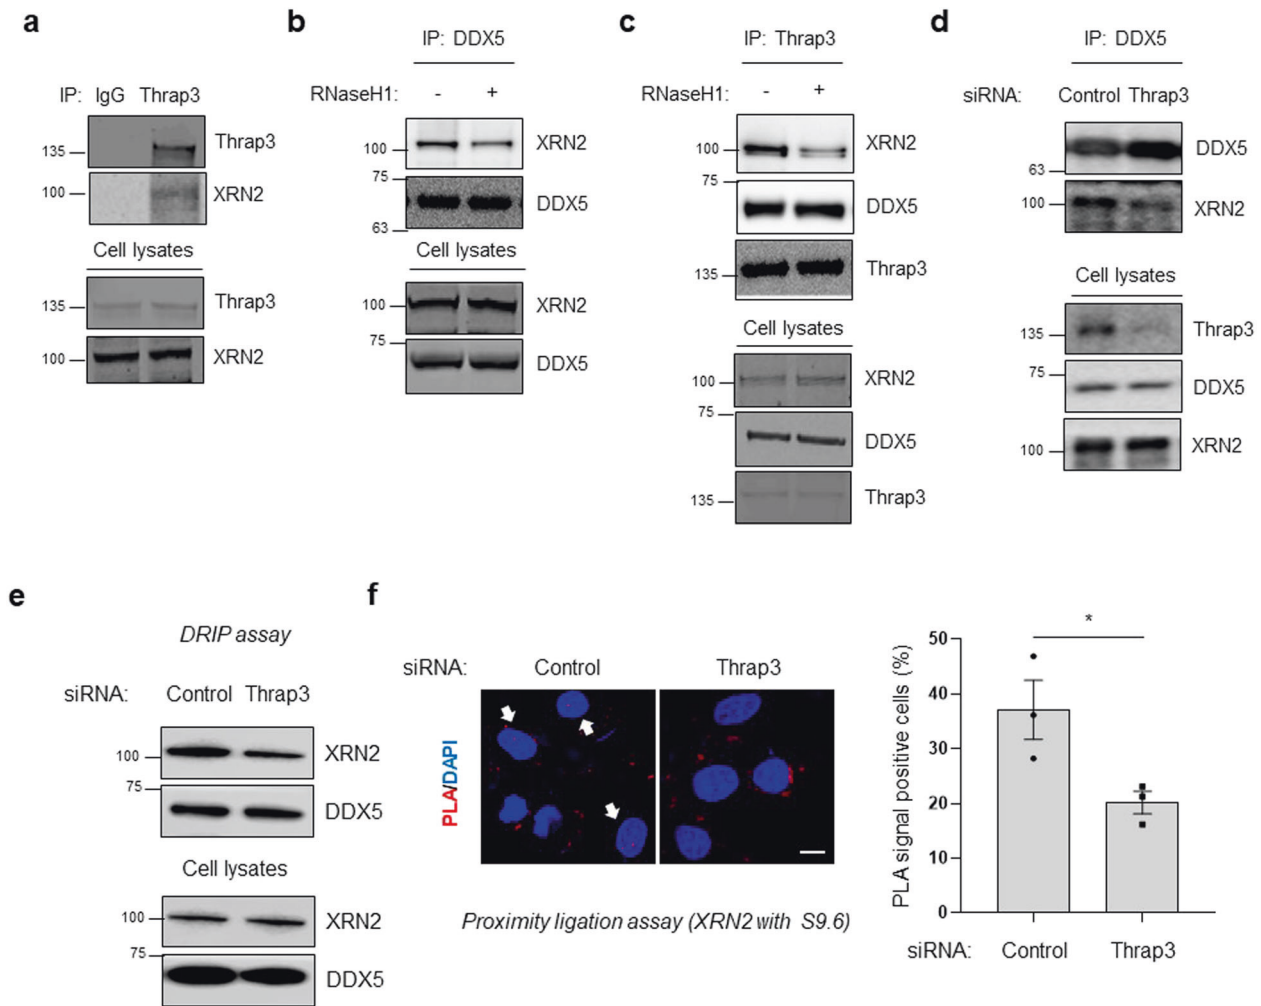 a
IP: IgG Thrap3
135 Thrap3
100 XRN2
Cell lysates
135 Thrap3
100 XRN2
b
IP: DDX5
RNaseH1: - +
100 XRN2
75
DDX5
63
Cell lysates
100 XRN2
75
DDX5
c
IP: Thrap3
RNaseH1: - +
100 XRN2
75
DDX5
135 Thrap3
Cell lysates
100 XRN2
75
DDX5
135 Thrap3
d
IP: DDX5
siRNA: Control Thrap3
DDX5
63
100 XRN2
Cell lysates
135 Thrap3
75
DDX5
100 XRN2
e
DRIP assay
siRNA: Control Thrap3
100 XRN2
75
DDX5
Cell lysates
100 XRN2
75
DDX5
f
siRNA: Control Thrap3
PLA/DAPI
Proximity ligation assay (XRN2 with S9.6)
PLA signal positive cells (%)
*
50
40
30
20
10
0
siRNA: Control Thrap3